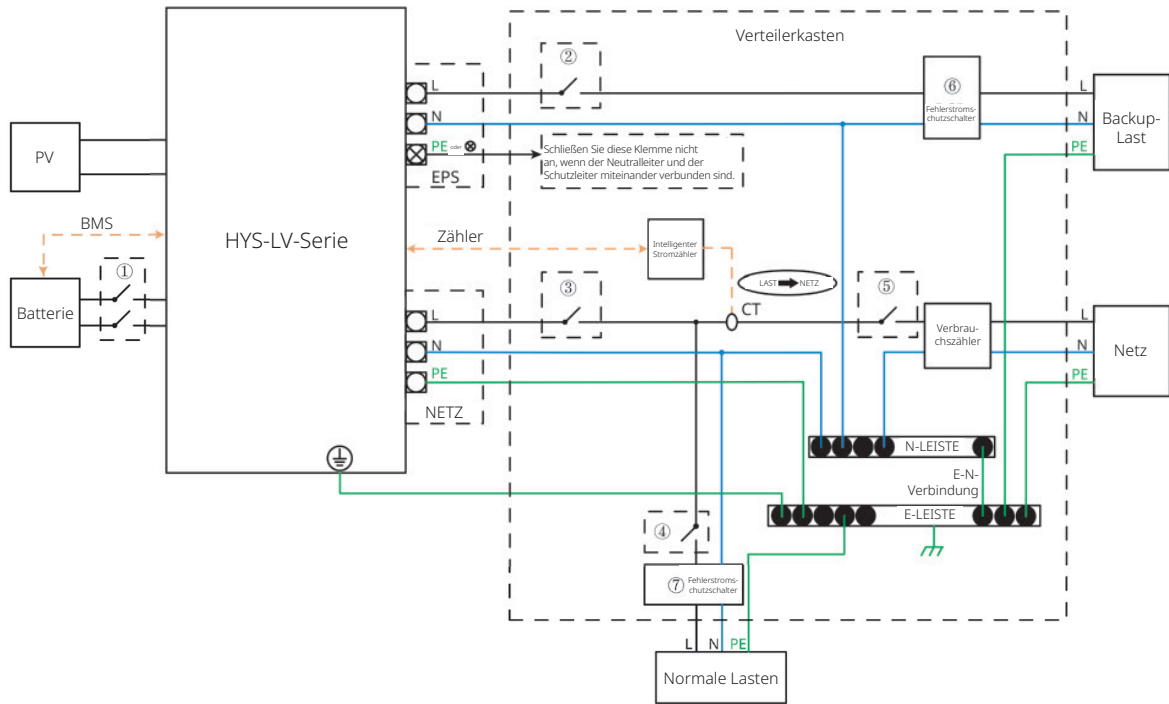 Verteilerkasten
②
⑥
Fehlerstroms-
chutzschalter
L
N
PE oder ⊗
EPS
Schließen Sie diese Klemme nicht
an, wenn der Neutralleiter und der
Schutzleiter miteinander verbunden sind.
L
N
PE
Backup-
Last
PV
BMS
HYS-LV-Serie
Zähler
Intelligenter
Stromzähler
LAST NETZ
①
Batterie
③
CT
⑤
Verbrau-
chszähler
L
N
PE
NETZ
L
N
PE
Netz
N-LEISTE
E-N-
Verbindung
E-LEISTE
④
⑦ Fehlerstroms-
chutzschalter
L N PE
Normale Lasten